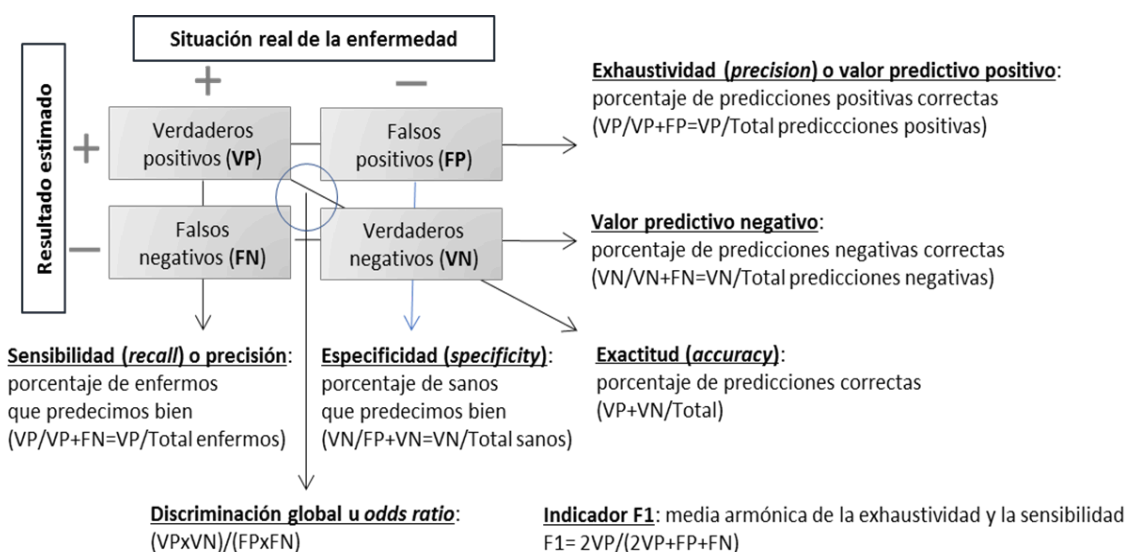 Situación real de la enfermedad
Resultado estimado
+
—
+
—
Verdaderos
positivos (VP)
Falsos
positivos (FP)
Falsos
negativos (FN)
Verdaderos
negativos (VN)
Exhaustividad (precision) o valor predictivo positivo:
porcentaje de predicciones positivas correctas
(VP/VP+FP=VP/Total prediccciones positivas)
Valor predictivo negativo:
porcentaje de predicciones negativas correctas
(VN/VN+FN=VN/Total predicciones negativas)
Sensibilidad (recall) o precisión:
porcentaje de enfermos
que predecimos bien
(VP/VP+FN=VP/Total enfermos)
Especificidad (specificity):
porcentaje de sanos
que predecimos bien
(VN/FP+VN=VN/Total sanos)
Exactitud (accuracy):
porcentaje de predicciones correctas
(VP+VN/Total)
Discriminación global u odds ratio:
(VPxVN)/(FPxFN)
Indicador F1: media armónica de la exhaustividad y la sensibilidad
F1= 2VP/(2VP+FP+FN)